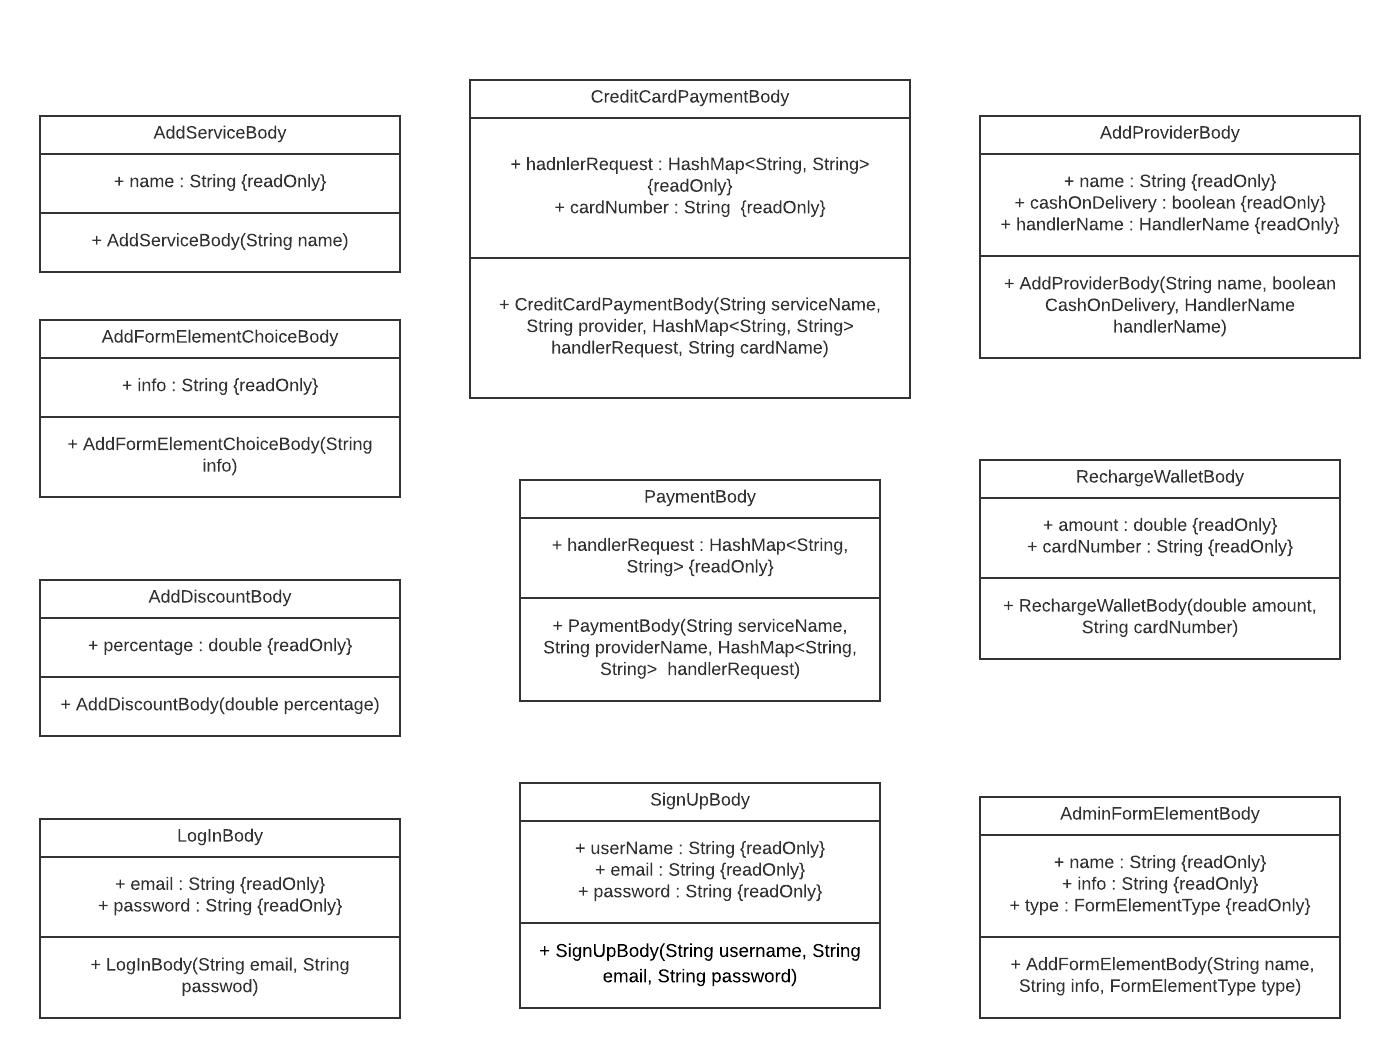 AddServiceBody
+ name : String {readOnly}
+ AddServiceBody(String name)
AddFormElementChoiceBody
+ info : String {readOnly}
+ AddFormElementChoiceBody(String
info)
AddDiscountBody
+ percentage : double {readOnly}
+ AddDiscountBody(double percentage)
LogInBody
+ email : String {readOnly}
+ password : String {readOnly}
+ LogInBody(String email, String
passwod)
CreditCardPaymentBody
+ hadnlerRequest : HashMap<String, String>
{readOnly}
+ cardNumber : String  {readOnly}
+ CreditCardPaymentBody(String serviceName,
String provider, HashMap<String, String>
handlerRequest, String cardName)
PaymentBody
+ handlerRequest : HashMap<String,
String> {readOnly}
+ PaymentBody(String serviceName,
String providerName, HashMap<String,
String>  handlerRequest)
SignUpBody
+ userName : String {readOnly}
+ email : String {readOnly}
+ password : String {readOnly}
+ SignUpBody(String username, String
email, String password)
AddProviderBody
+ name : String {readOnly}
+ cashOnDelivery : boolean {readOnly}
+ handlerName : HandlerName {readOnly}
+ AddProviderBody(String name, boolean
CashOnDelivery, HandlerName
handlerName)
RechargeWalletBody
+ amount : double {readOnly}
+ cardNumber : String {readOnly}
+ RechargeWalletBody(double amount,
String cardNumber)
AdminFormElementBody
+ name : String {readOnly}
+ info : String {readOnly}
+ type : FormElementType {readOnly}
+ AddFormElementBody(String name,
String info, FormElementType type)